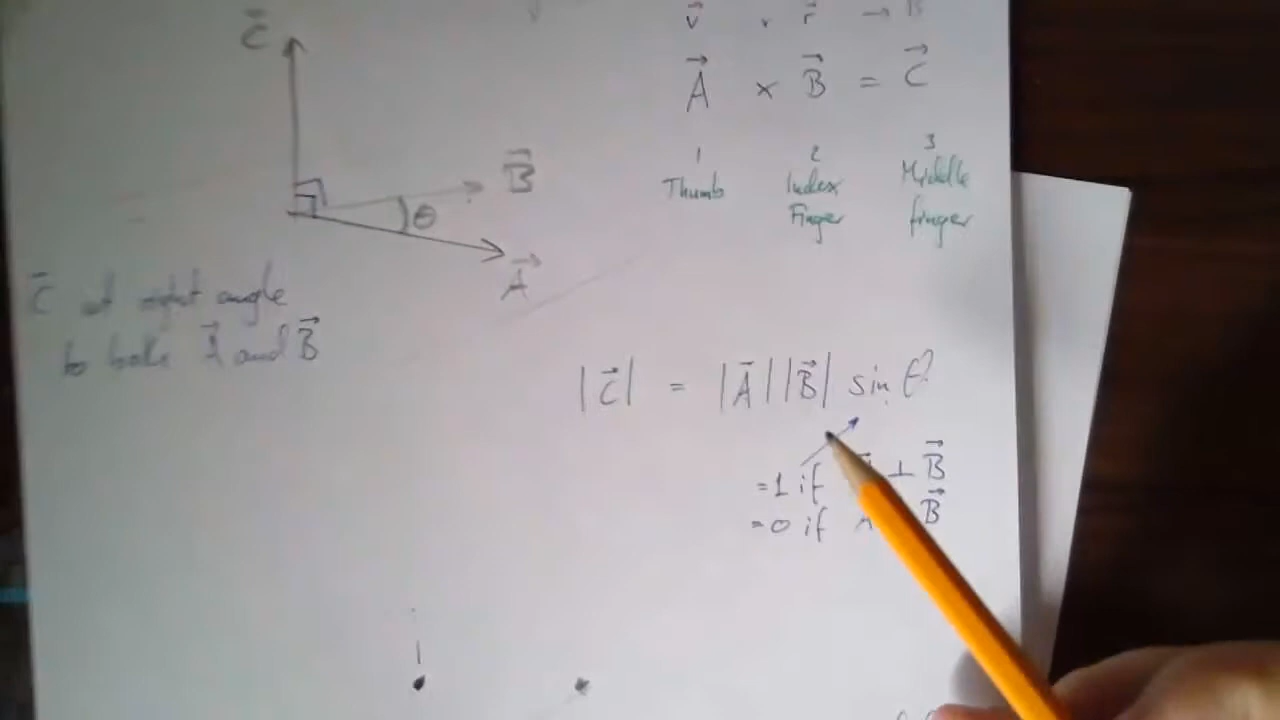 C⃗
v⃗ × r⃗ → B
A⃗ × B⃗ = C⃗
1 2 3
Thumb Index Finger Middle finger
B⃗
θ
A⃗
C⃗ at right angle
to both A⃗ and B⃗
|C⃗| = |A⃗||B⃗| sin θ
=1 if ⊥ B⃗
=0 if A B⃗